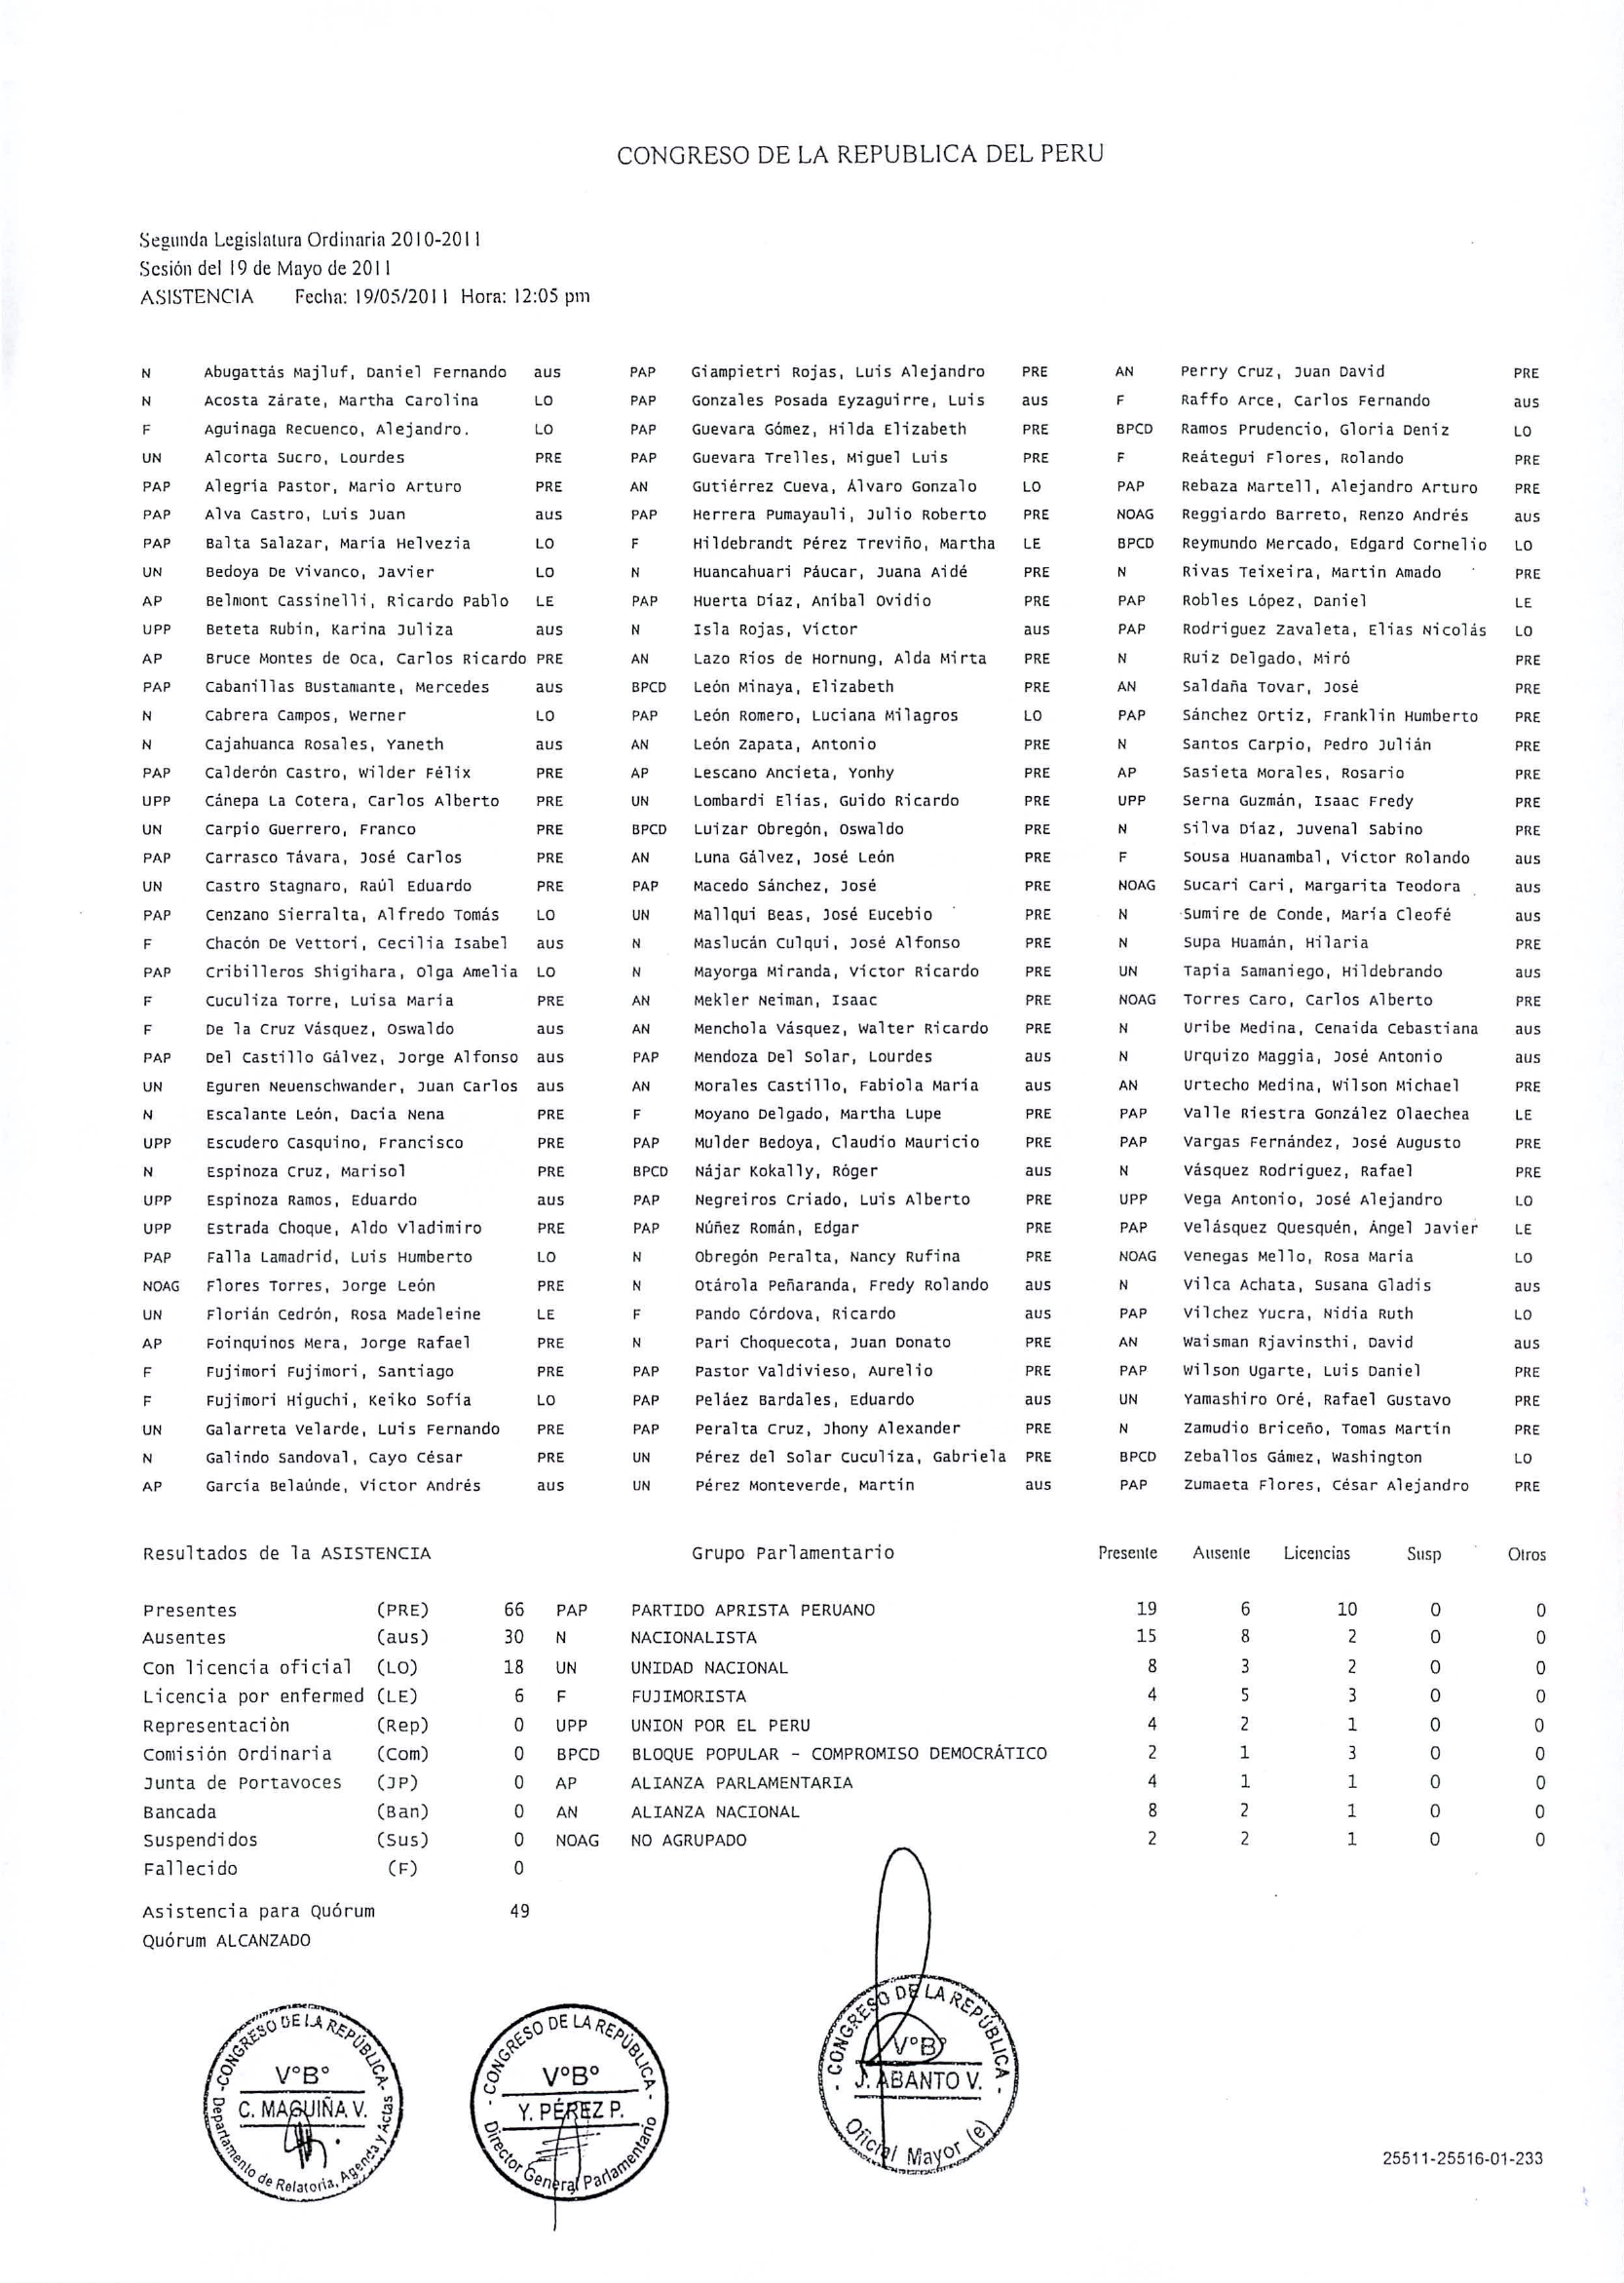 CONGRESO DE LA REPUBLICA DEL PERU
Segunda Legislatura Ordinaria 2010-2011
Sesión del 19 de Mayo de 2011
ASISTENCIA Fecha: 19/05/2011 Hora: 12:05 pm
N Abugattás Majluf, Daniel Fernando aus PAP Giampietri Rojas, Luis Alejandro PRE AN Perry Cruz, Juan David PRE
N Acosta Zárate, Martha Carolina LO PAP Gonzales Posada Eyzaguirre, Luis aus F Raffo Arce, Carlos Fernando aus
F Aguinaga Recuenco, Alejandro. LO PAP Guevara Gómez, Hilda Elizabeth PRE BPCD Ramos Prudencio, Gloria Deniz LO
UN Alcorta Suero, Lourdes PRE PAP Guevara Trelles, Miguel Luis PRE F Reátegui Flores, Rolando PRE
PAP Alegría Pastor, Mario Arturo PRE AN Gutiérrez Cueva, Álvaro Gonzalo LO PAP Rebaza Martell, Alejandro Arturo PRE
PAP Alva Castro, Luis Juan aus PAP Herrera Pumayauli, Julio Roberto PRE NOAG Reggiardo Barreto, Renzo Andrés aus
PAP Balta Salazar, María Helvezia LO F Hildebrandt Pérez Treviño, Martha LE BPCD Reymundo Mercado, Edgard Cornelio LO
UN Bedoya De Vivanco, Javier LO N Huancahuari Páucar, Juana Aidé PRE N Rivas Teixeira, Martín Amado PRE
AP Belmont Cassinelli, Ricardo Pablo LE PAP Huerta Díaz, Aníbal Ovidio PRE PAP Robles López, Daniel LE
UPP Beteta Rubín, Karina Juliza aus N Isla Rojas, Víctor aus PAP Rodríguez Zavaleta, Elías Nicolás LO
AP Bruce Montes de Oca, Carlos Ricardo PRE AN Lazo Ríos de Hornung, Alda Mirta PRE N Ruiz Delgado, Miró PRE
PAP Cabanillas Bustamante, Mercedes aus BPCD León Minaya, Elizabeth PRE AN Saldaña Tovar, José PRE
N Cabrera Campos, Werner LO PAP León Romero, Luciana Milagros LO PAP Sánchez Ortiz, Franklin Humberto PRE
N Cajahuanca Rosales, Yaneth aus AN León Zapata, Antonio PRE N Santos Carpio, Pedro Julián PRE
PAP Calderón Castro, Wilder Félix PRE AP Lescano Ancieta, Yonhy PRE AP Sasieta Morales, Rosario PRE
UPP Cánepa La Cotera, Carlos Alberto PRE UN Lombardi Elías, Guido Ricardo PRE UPP Serna Guzmán, Isaac Fredy PRE
UN Carpio Guerrero, Franco PRE BPCD Luizar Obregón, Oswaldo PRE N Silva Díaz, Juvenal Sabino PRE
PAP Carrasco Távara, José Carlos PRE AN Luna Gálvez, José León PRE F Sousa Huanambal, Víctor Rolando aus
UN Castro Stagnaro, Raúl Eduardo PRE PAP Macedo Sánchez, José PRE NOAG Sucari Cari, Margarita Teodora aus
PAP Cenzano Sierralta, Alfredo Tomás LO UN Mallqui Beas, José Eucebio PRE N Sumire de Conde, María Cleofé aus
F Chacón De Vettori, Cecilia Isabel aus N Maslucán Culqui, José Alfonso PRE N Supa Huamán, Hilaria PRE
PAP Cribilleros Shigihara, Olga Amelia LO N Mayorga Miranda, Víctor Ricardo PRE UN Tapia Samaniego, Hildebrando aus
F Cuculiza Torre, Luisa María PRE AN Mekler Neiman, Isaac PRE NOAG Torres Caro, Carlos Alberto PRE
F De la Cruz Vásquez, Oswaldo aus AN Menchola Vásquez, Walter Ricardo PRE N Uribe Medina, Cenaida Cebastiana aus
PAP Del Castillo Gálvez, Jorge Alfonso aus PAP Mendoza Del Solar, Lourdes aus N Urquizo Maggia, José Antonio aus
UN Eguren Neuenschwander, Juan Carlos aus AN Morales Castillo, Fabiola María aus AN Urtecho Medina, Wilson Michael PRE
N Escalante León, Dacia Nena PRE F Moyano Delgado, Martha Lupe PRE PAP Valle Riestra González Olaechea LE
UPP Escudero Casquino, Francisco PRE PAP Mulder Bedoya, Claudio Mauricio PRE PAP Vargas Fernández, José Augusto PRE
N Espinoza Cruz, Marisol PRE BPCD Nájar Kokally, Róger aus N Vásquez Rodríguez, Rafael PRE
UPP Espinoza Ramos, Eduardo aus PAP Negreiros Criado, Luis Alberto PRE UPP Vega Antonio, José Alejandro LO
UPP Estrada Choque, Aldo Vladimiro PRE PAP Núñez Román, Edgar PRE PAP Velásquez Quesquén, Ángel Javier LE
PAP Falla Lamadrid, Luis Humberto LO N Obregón Peralta, Nancy Rufina PRE NOAG Venegas Mello, Rosa María LO
NOAG Flores Torres, Jorge León PRE N Otárola Peñaranda, Fredy Rolando aus N Vilca Achata, Susana Gladis aus
UN Florián Cedrón, Rosa Madeleine LE F Pando Córdova, Ricardo aus PAP Vilchez Yucra, Nidia Ruth LO
AP Foinquinos Mera, Jorge Rafael PRE N Pari Choquecota, Juan Donato PRE AN Waisman Rjavinsthi, David aus
F Fujimori Fujimori, Santiago PRE PAP Pastor Valdivieso, Aurelio PRE PAP Wilson Ugarte, Luis Daniel PRE
F Fujimori Higuchi, Keiko Sofía LO PAP Peláez Bardales, Eduardo aus UN Yamashiro Oré, Rafael Gustavo PRE
UN Galarreta Velarde, Luis Fernando PRE PAP Peralta Cruz, Jhony Alexander PRE N Zamudio Briceño, Tomas Martín PRE
N Galindo Sandoval, Cayo César PRE UN Pérez del Solar Cuculiza, Gabriela PRE BPCD Zeballos Gámez, Washington LO
AP García Belaúnde, Víctor Andrés aus UN Pérez Monteverde, Martín aus PAP Zumaeta Flores, César Alejandro PRE
Resultados de la ASISTENCIA Grupo Parlamentario Presente Ausente Licencias Susp Otros
Presentes (PRE) 66 PAP PARTIDO APRISTA PERUANO 19 6 10 0 0
Ausentes (aus) 30 N NACIONALISTA 15 8 2 0 0
Con licencia oficial (LO) 18 UN UNIDAD NACIONAL 8 3 2 0 0
Licencia por enfermed (LE) 6 F FUJIMORISTA 4 5 3 0 0
Representaciòn (Rep) 0 UPP UNION POR EL PERU 4 2 1 0 0
Comisión Ordinaria (Com) 0 BPCD BLOQUE POPULAR - COMPROMISO DEMOCRÁTICO 2 1 3 0 0
Junta de Portavoces (JP) 0 AP ALIANZA PARLAMENTARIA 4 1 1 0 0
Bancada (Ban) 0 AN ALIANZA NACIONAL 8 2 1 0 0
Suspendidos (Sus) 0 NOAG NO AGRUPADO 2 2 1 0 0
Fallecido (F) 0
Asistencia para Quórum 49
Quórum ALCANZADO
-CONGRESO DE LA REPÚBLICA-
V°B°
C. MAGUIÑA V.
Departamento de Relatoría, Agenda y Actas
- CONGRESO DE LA REPÚBLICA -
V°B°
Y. PÉREZ P.
Director General Parlamentario
- CONGRESO DE LA REPÚBLICA -
V°B°
J. ABANTO V.
Oficial Mayor (e)
25511-25516-01-233